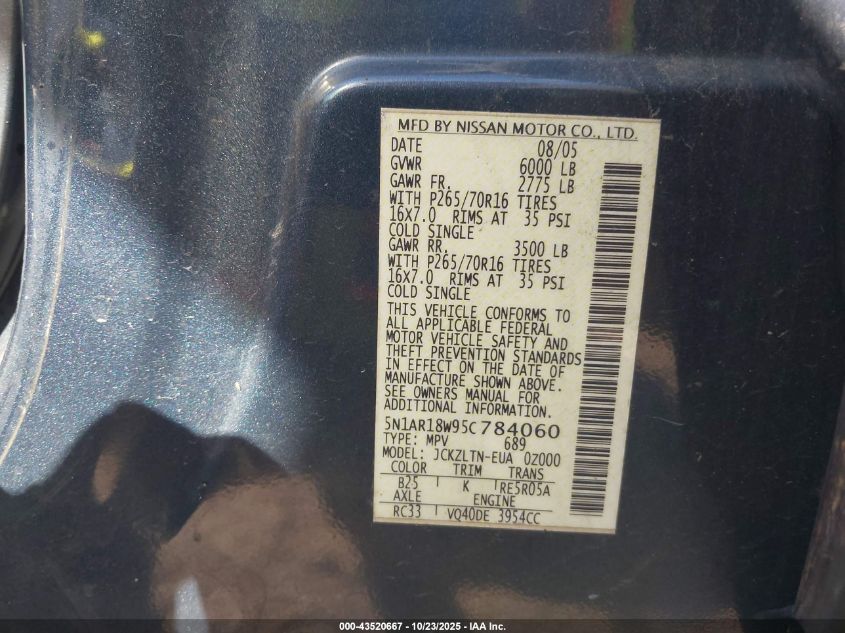 MFD BY NISSAN MOTOR CO., LTD.
DATE 08/05
GVWR 6000 LB
GAWR FR. 2775 LB
WITH P265/70R16 TIRES
16X7.0 RIMS AT 35 PSI
COLD SINGLE
GAWR RR. 3500 LB
WITH P265/70R16 TIRES
16X7.0 RIMS AT 35 PSI
COLD SINGLE
THIS VEHICLE CONFORMS TO
ALL APPLICABLE FEDERAL
MOTOR VEHICLE SAFETY AND
THEFT PREVENTION STANDARDS
IN EFFECT ON THE DATE OF
MANUFACTURE SHOWN ABOVE.
SEE OWNERS MANUAL FOR
ADDITIONAL INFORMATION.
5N1AR18W95C784060
TYPE: MPV 689
MODEL: JCKZLTN-EUA 0Z000
COLOR TRIM TRANS
B25 K RE5R05A
AXLE ENGINE
RC33 VQ40DE 3954CC
000-43520667 - 10/23/2025 - IAA Inc.